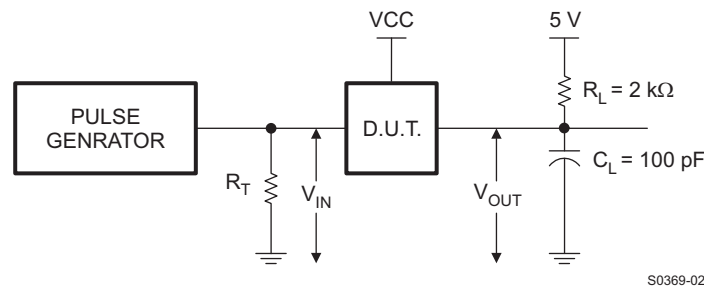 VCC
5 V
PULSE
GENRATOR
D.U.T.
R_L = 2 kΩ
C_L = 100 pF
R_T
V_IN
V_OUT
S0369-02